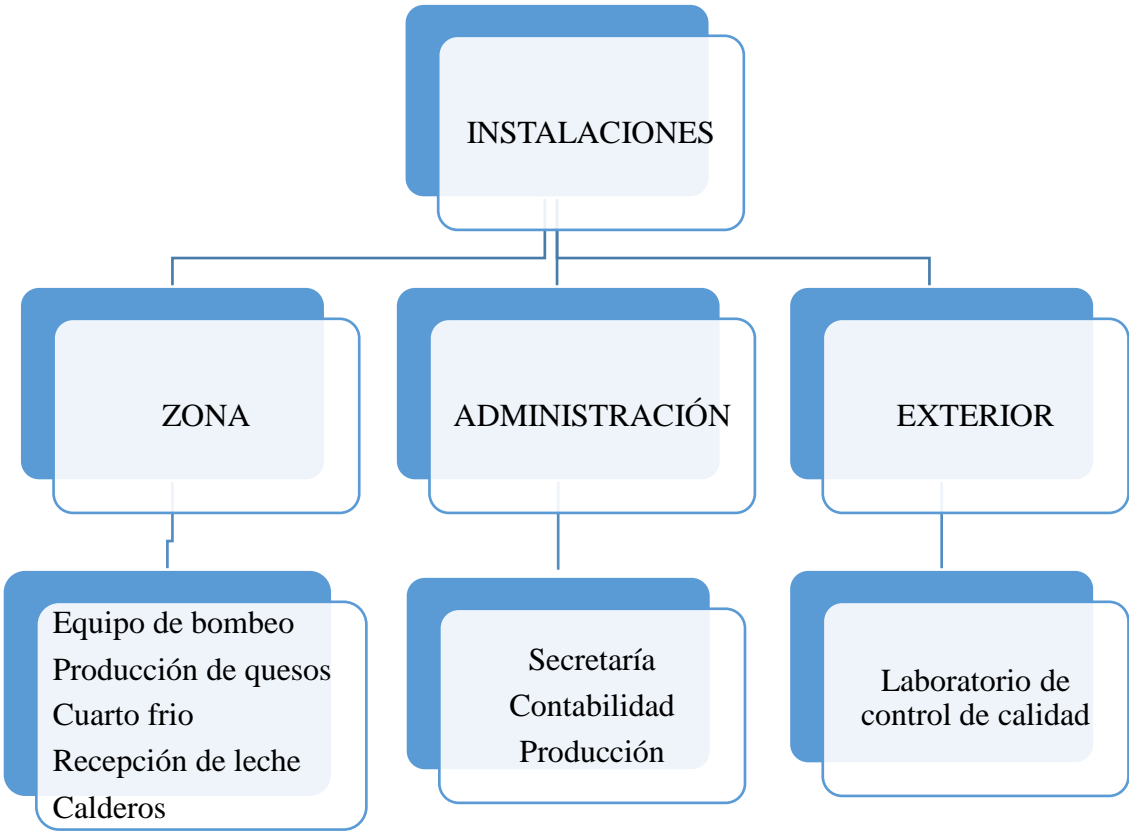 INSTALACIONES
ZONA
ADMINISTRACIÓN
EXTERIOR
Equipo de bombeo
Producción de quesos
Cuarto frio
Recepción de leche
Calderos
Secretaría
Contabilidad
Producción
Laboratorio de
control de calidad